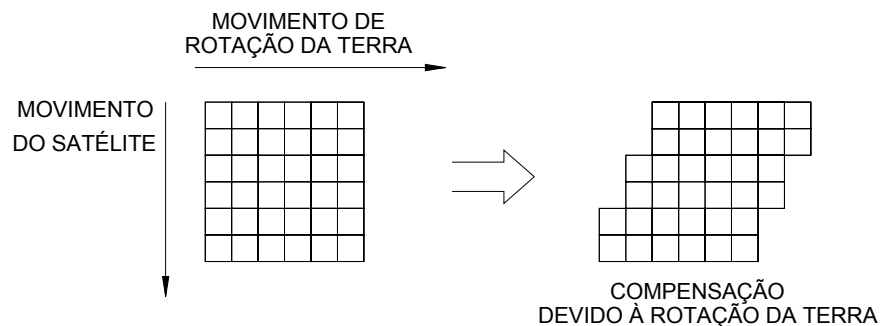 MOVIMENTO DE
ROTAÇÃO DA TERRA
MOVIMENTO
DO SATÉLITE
COMPENSAÇÃO
DEVIDO À ROTAÇÃO DA TERRA